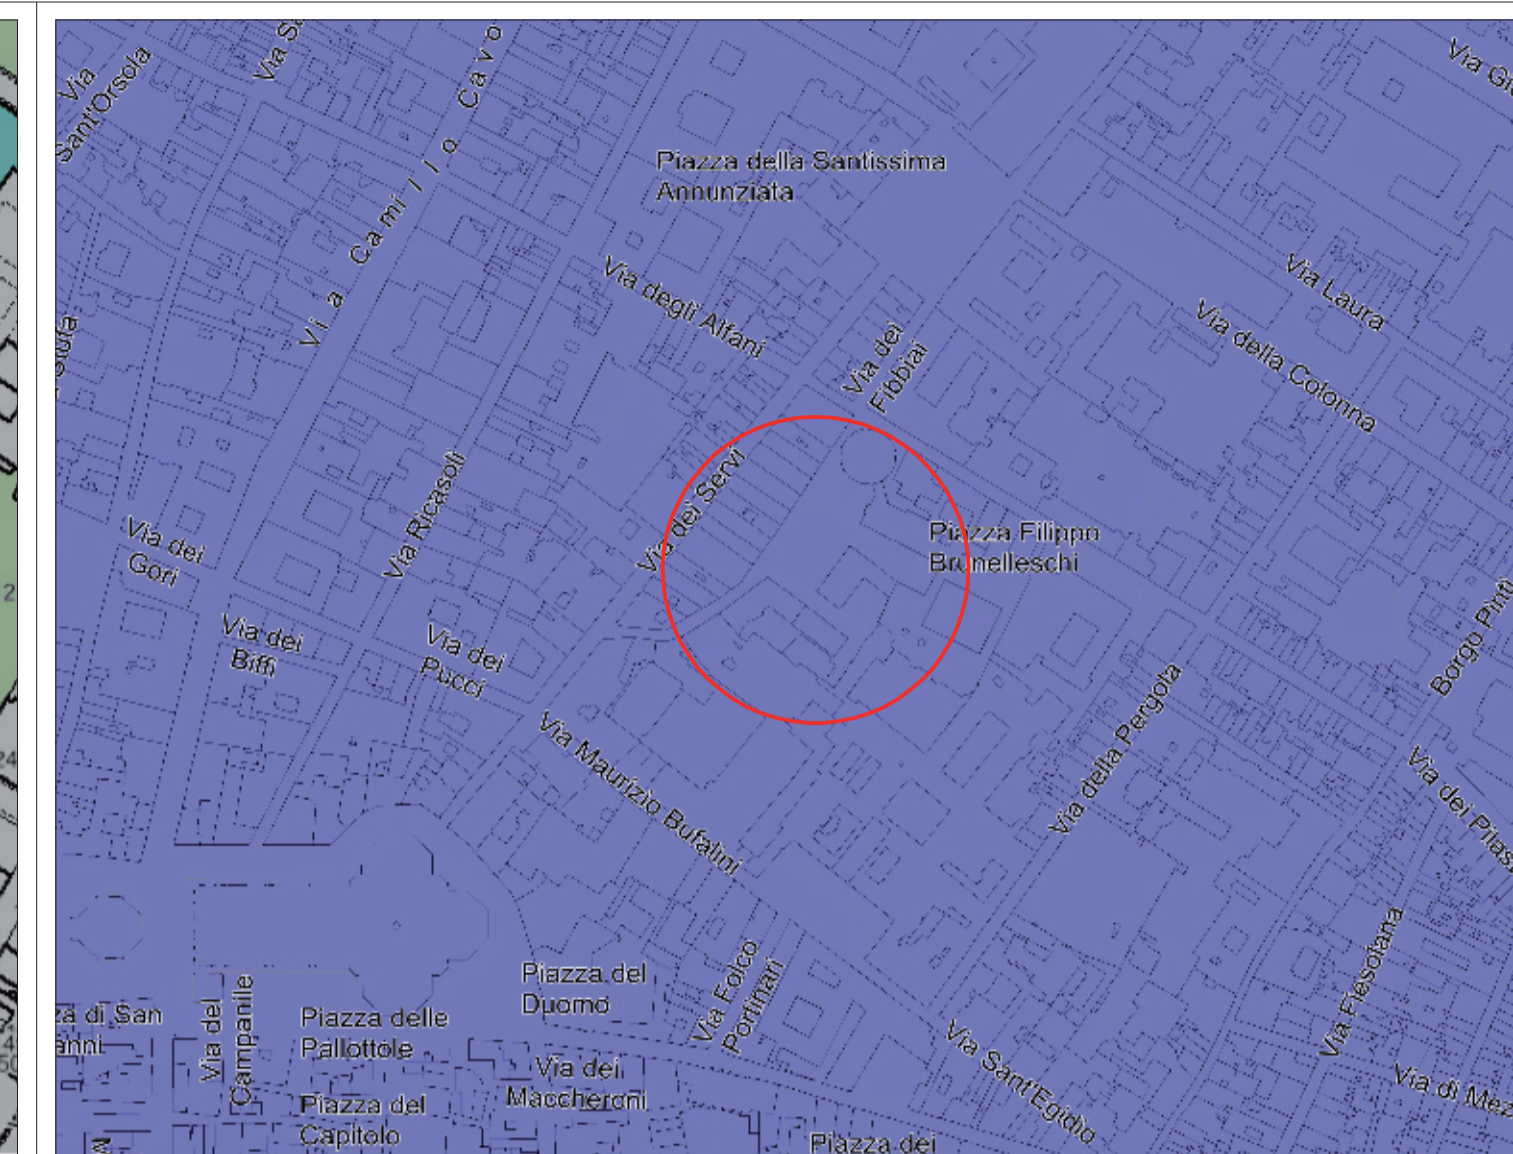 Via
Sant'Orsola
Via
Via Camillo
Piazza della Santissima
Annunziata
Via degli Alfani
Via dei
Fibbiai
Via Laura
Via della Colonna
Via dei Servi
Via Ricasoli
Via dei
Gori
Via dei
Biffi
Via dei
Pucci
Piazza Filippo
Brunelleschi
Borgo Pinti
Via della Pergola
Via Maurizio Bufalini
Via dei
Via Folco
Portinari
Piazza del
Duomo
Via Fiesolana
di San
Via del
Campanile
Piazza delle
Pallottole
Via dei
Maccheroni
Via Sant'Egidio
Via di
Piazza del
Capitolo
Piazza dei